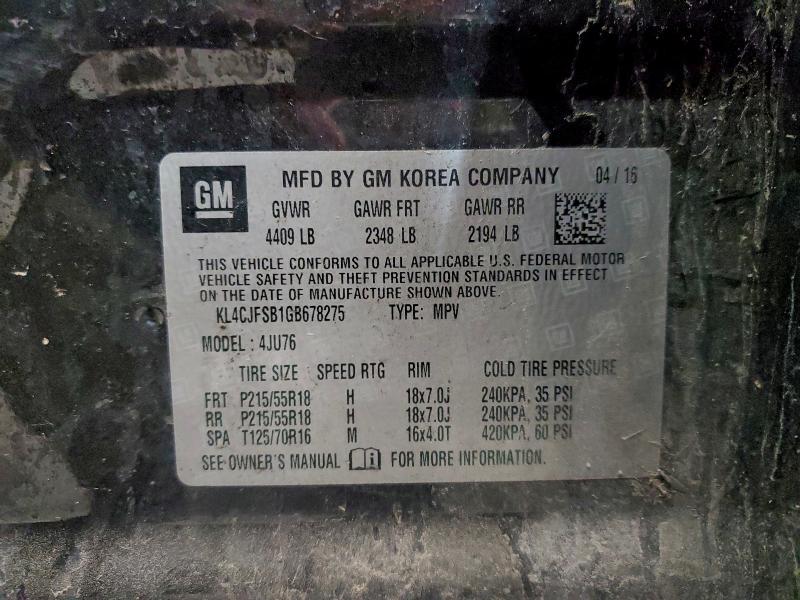 GM MFD BY GM KOREA COMPANY 04 / 16
GVWR GAWR FRT GAWR RR
4409 LB 2348 LB 2194 LB
THIS VEHICLE CONFORMS TO ALL APPLICABLE U.S. FEDERAL MOTOR
VEHICLE SAFETY AND THEFT PREVENTION STANDARDS IN EFFECT
ON THE DATE OF MANUFACTURE SHOWN ABOVE.
KL4CJFSB1GB678275 TYPE: MPV
MODEL : 4JU76
TIRE SIZE SPEED RTG RIM COLD TIRE PRESSURE
FRT P215/55R18 H 18x7.0J 240KPA, 35 PSI
RR P215/55R18 H 18x7.0J 240KPA, 35 PSI
SPA T125/70R16 M 16x4.0T 420KPA, 60 PSI
SEE OWNER'S MANUAL FOR MORE INFORMATION.